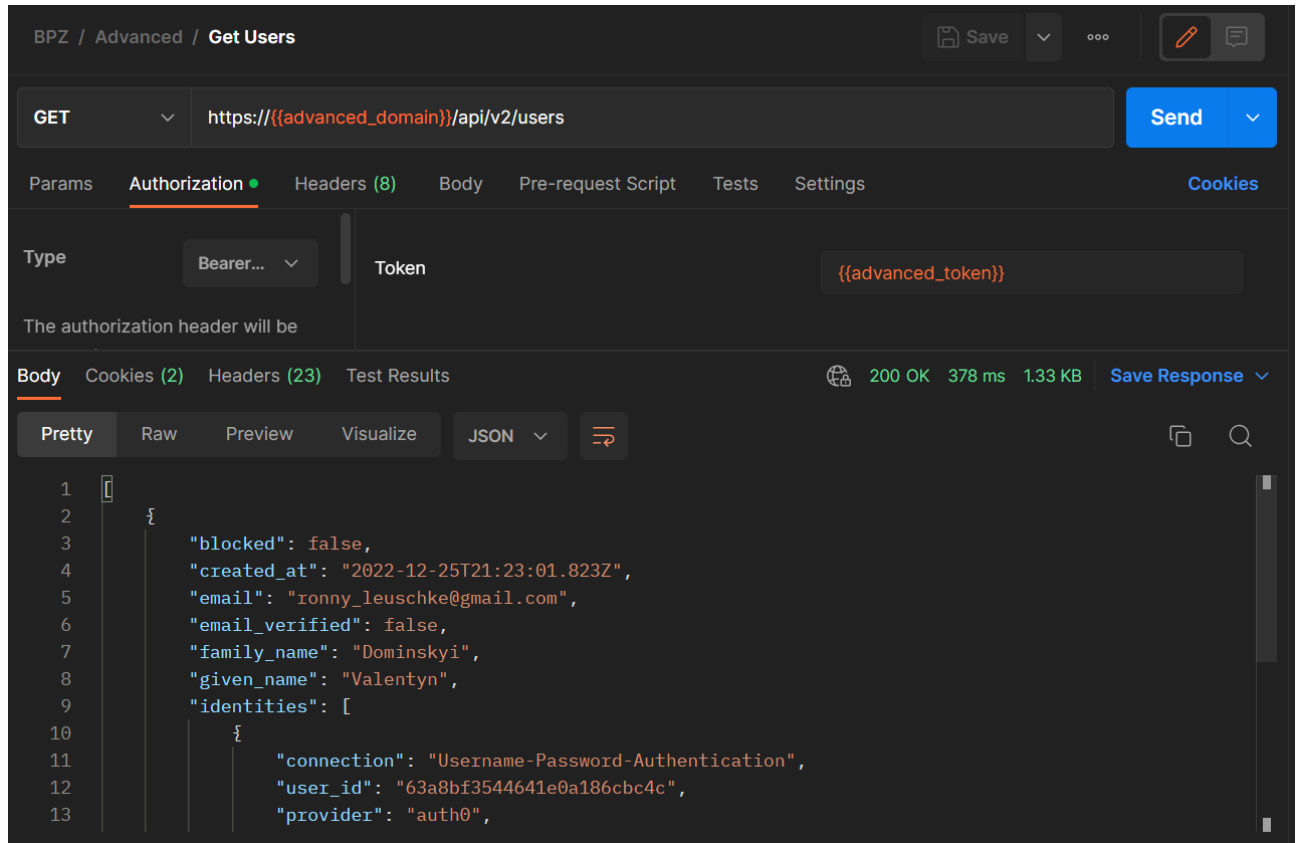 BPZ / Advanced / Get Users Save ooo
GET https://{{advanced_domain}}/api/v2/users Send
Params Authorization Headers (8) Body Pre-request Script Tests Settings Cookies
Type Bearer... Token {{advanced_token}}
The authorization header will be
Body Cookies (2) Headers (23) Test Results 200 OK 378 ms 1.33 KB Save Response
Pretty Raw Preview Visualize JSON
1 [
2 {
3 "blocked": false,
4 "created_at": "2022-12-25T21:23:01.823Z",
5 "email": "ronny_leuschke@gmail.com",
6 "email_verified": false,
7 "family_name": "Dominskyi",
8 "given_name": "Valentyn",
9 "identities": [
10 {
11 "connection": "Username-Password-Authentication",
12 "user_id": "63a8bf3544641e0a186cbc4c",
13 "provider": "auth0",